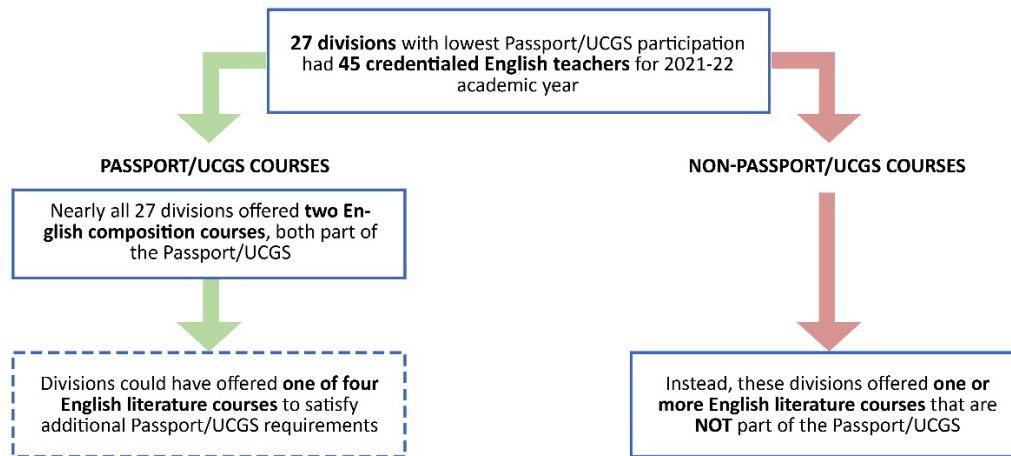 27 divisions with lowest Passport/UCGS participation
had 45 credentialed English teachers for 2021-22
academic year
PASSPORT/UCGS COURSES
NON-PASSPORT/UCGS COURSES
Nearly all 27 divisions offered two En-
glish composition courses, both part of
the Passport/UCGS
Divisions could have offered one of four
English literature courses to satisfy
additional Passport/UCGS requirements
Instead, these divisions offered one or
more English literature courses that are
NOT part of the Passport/UCGS